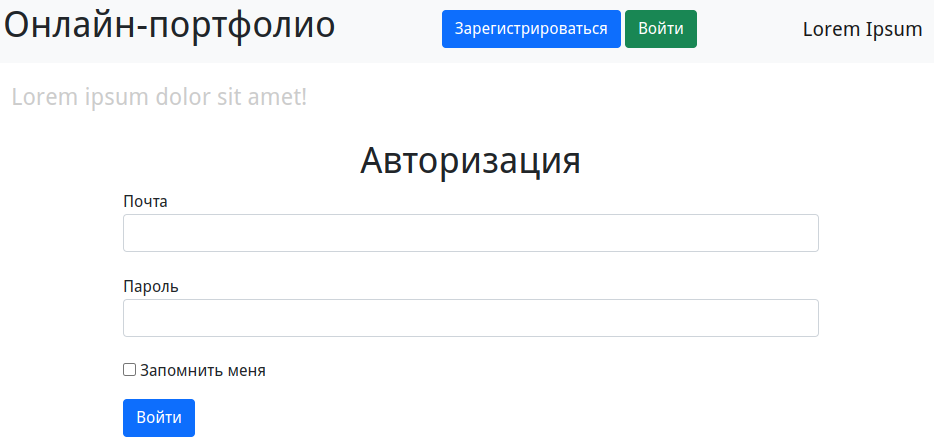 Онлайн-портфолио Зарегистрироваться Войти Lorem Ipsum
Lorem ipsum dolor sit amet!
Авторизация
Почта
Пароль
Запомнить меня
Войти